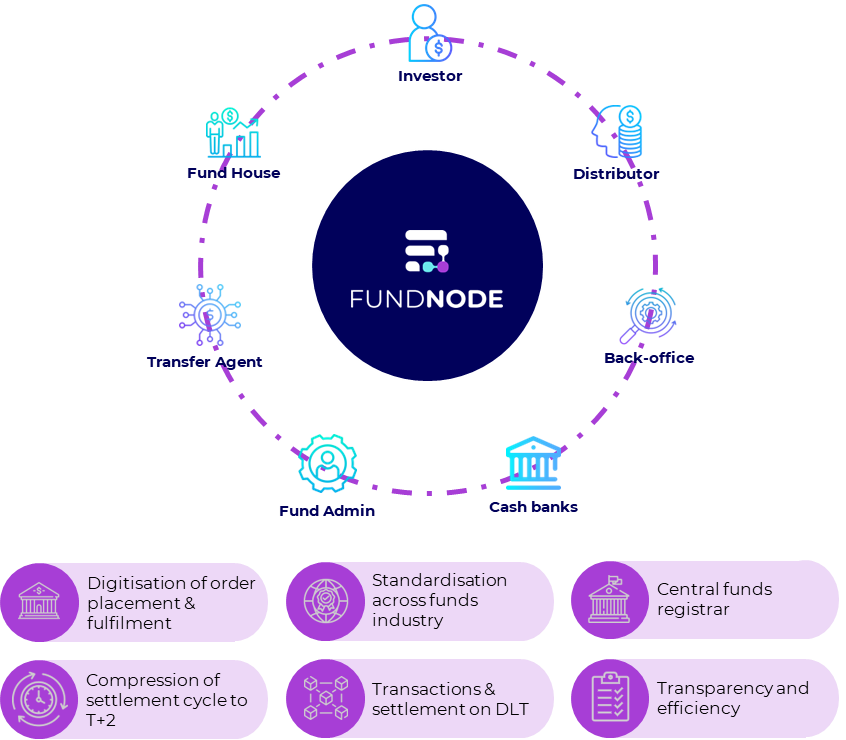 Investor
Fund House
Distributor
FUNDNODE
Transfer Agent
Back-office
Fund Admin
Cash banks
Digitisation of order
placement &
fulfilment
Standardisation
across funds
industry
Central funds
registrar
Compression of
settlement cycle to
T+2
Transactions &
settlement on DLT
Transparency and
efficiency